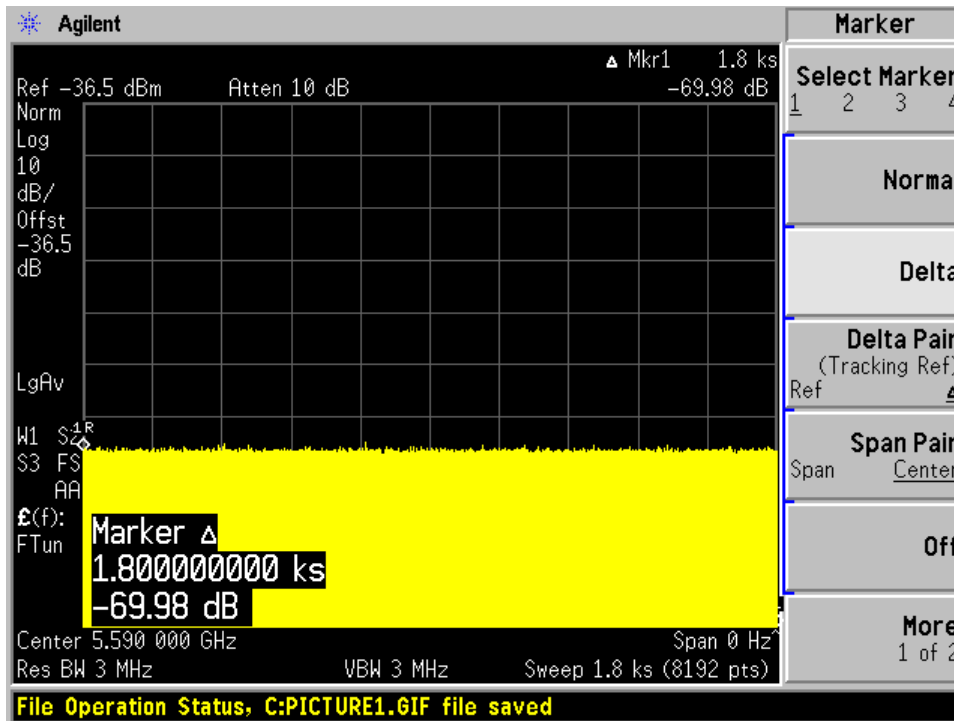 Agilent
Marker
Δ Mkr1 1.8 ks
Ref −36.5 dBm Atten 10 dB −69.98 dB
Norm
Log
10
dB/
Offst
−36.5
dB
LgAv
W1 S2
S3 FS
AA
£(f):
FTun
1R
Marker Δ
1.800000000 ks
−69.98 dB
Center 5.590 000 GHz Span 0 Hz^
Res BW 3 MHz VBW 3 MHz Sweep 1.8 ks (8192 pts)
File Operation Status, C:PICTURE1.GIF file saved
Select Marker
1 2 3 4
Norma
Delta
Delta Pair
(Tracking Ref)
Ref Δ
Span Pair
Span Center
Off
More
1 of 2